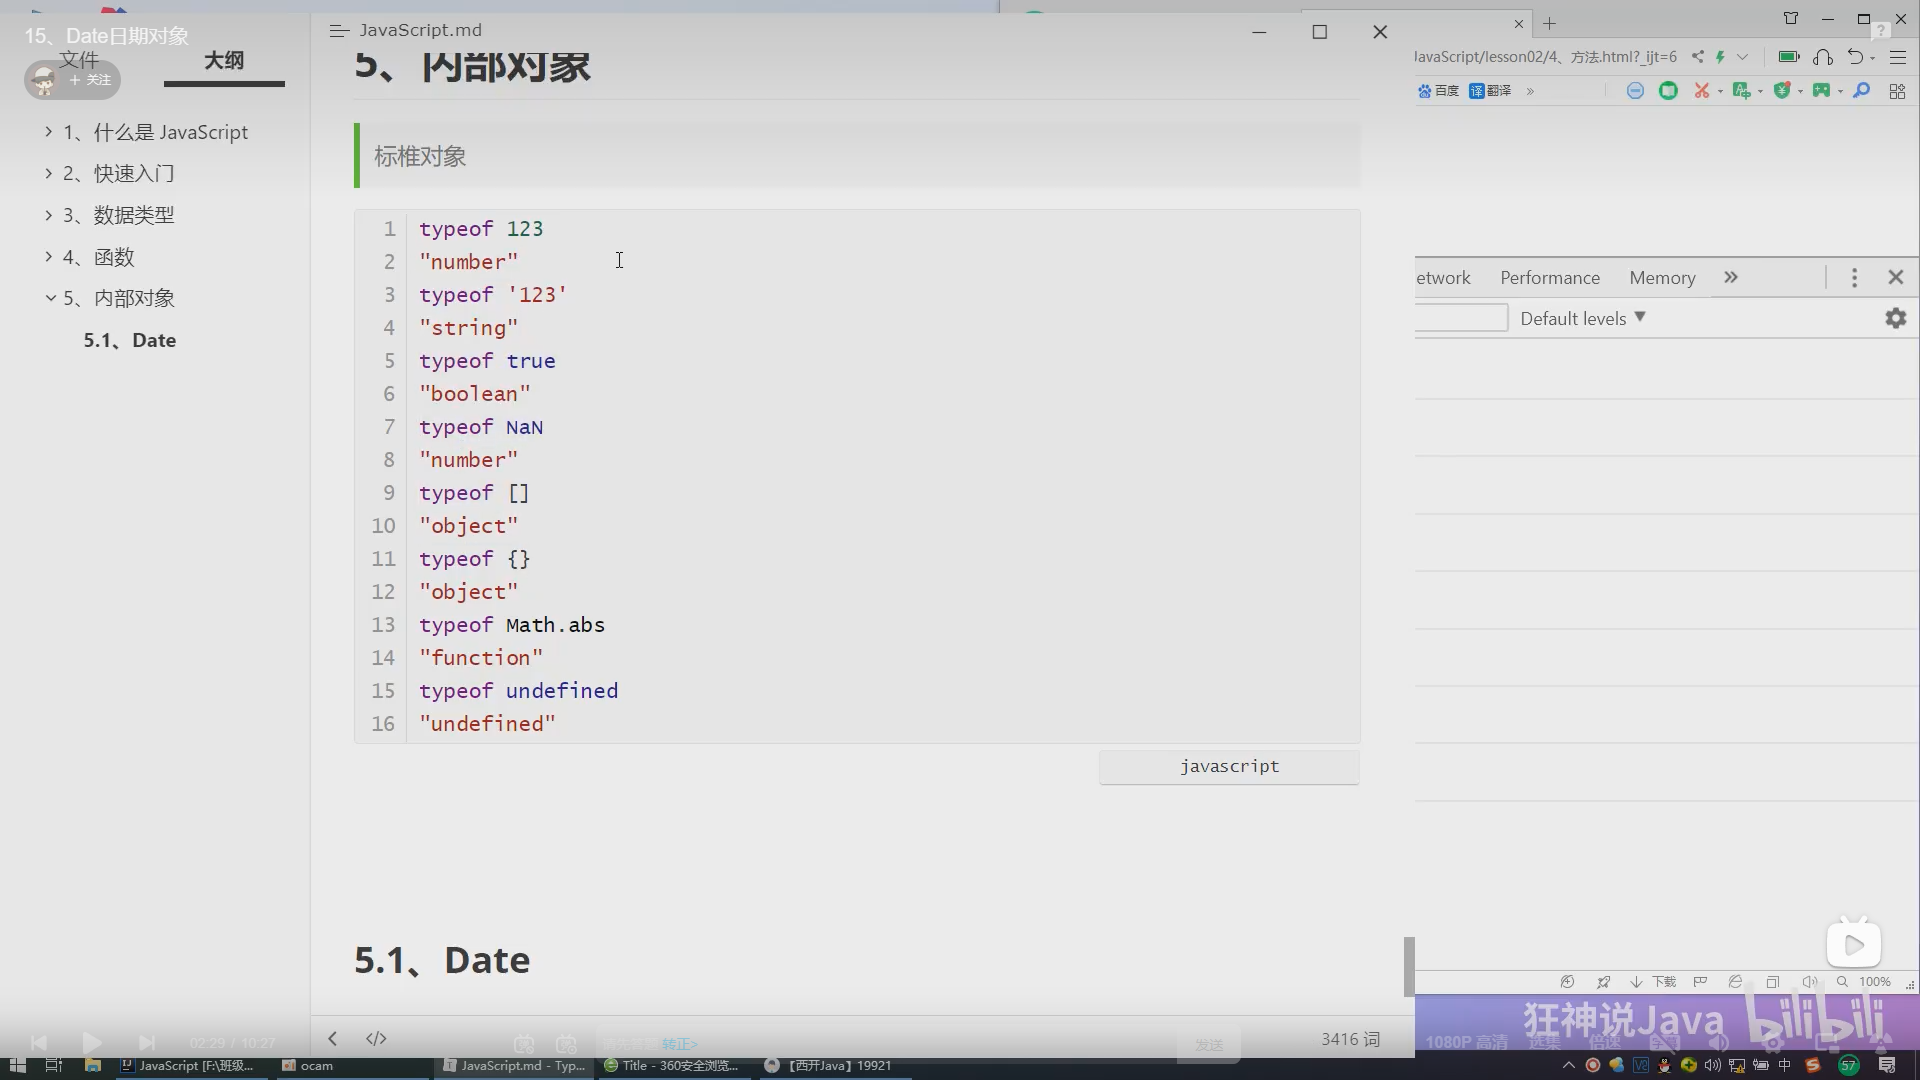 15、Date日期对象
JavaScript.md
文件
大纲
+ 关注
1、什么是 JavaScript
2、快速入门
3、数据类型
4、函数
5、内部对象
5.1、Date
5、内部对象
标椎对象
1 typeof 123
2 "number"
3 typeof '123'
4 "string"
5 typeof true
6 "boolean"
7 typeof NaN
8 "number"
9 typeof []
10 "object"
11 typeof {}
12 "object"
13 typeof Math.abs
14 "function"
15 typeof undefined
16 "undefined"
javascript
5.1、Date
3416 词
JavaScript/lesson02/4、方法.html?_ijt=6
百度
译 翻译
etwork
Performance
Memory
Default levels
下载
100%
狂神说Java
bilibili
02:29 / 10:27
转正>
发送
1080P 高清
选集
倍速
JavaScript [F:\班级...
ocam
JavaScript.md - Typ...
Title - 360安全浏览...
【西开Java】19921
中
57